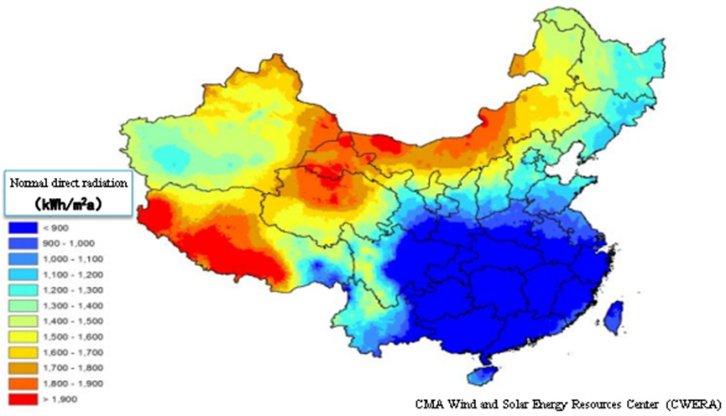 Normal direct radiation
(kWh/m²a)
< 900
900 - 1,000
1,000 - 1,100
1,100 - 1,200
1,200 - 1,300
1,300 - 1,400
1,400 - 1,500
1,500 - 1,600
1,600 - 1,700
1,700 - 1,800
1,800 - 1,900
> 1,900
CMA Wind and Solar Energy Resources Center (CWERA)